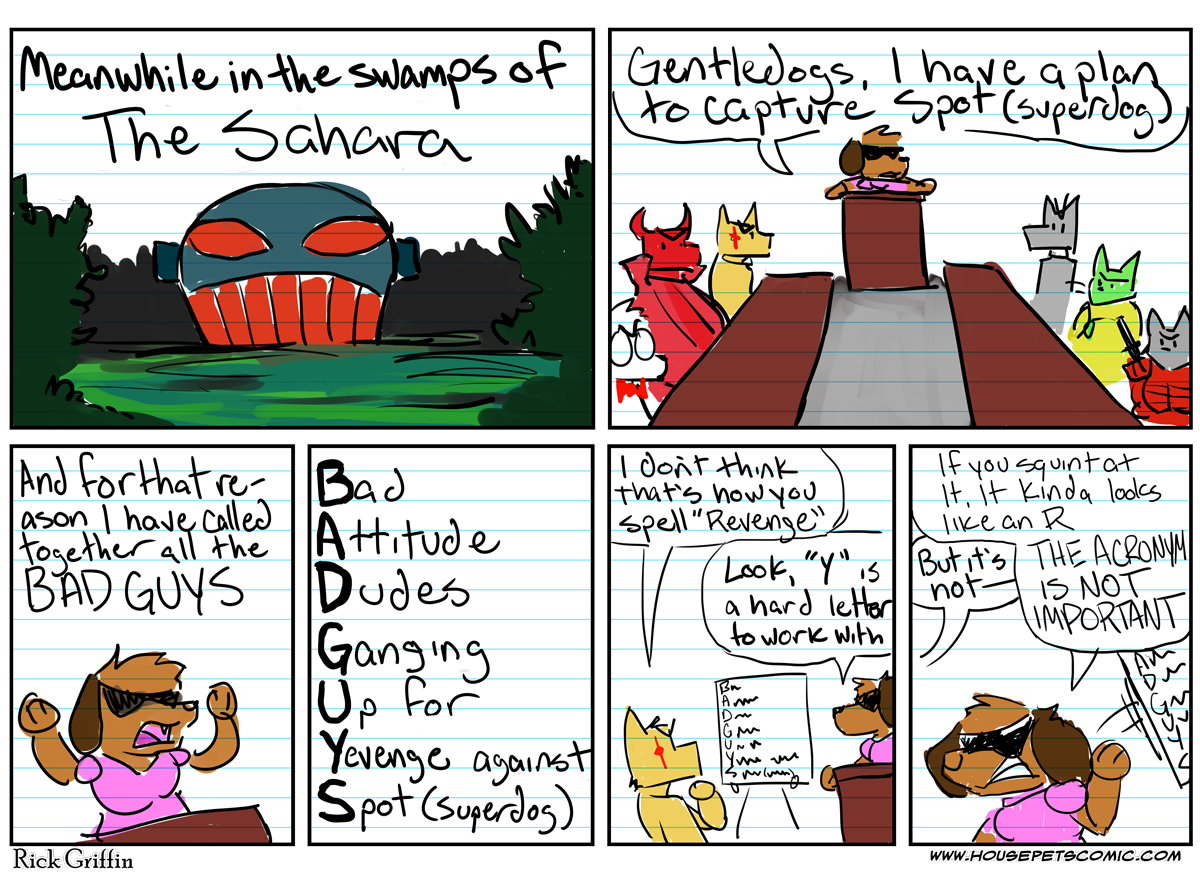 Meanwhile in the swamps of
The Sahara
Gentledogs, I have a plan
to capture Spot (superdog)
And for that re-
ason I have called
together all the
BAD GUYS
Bad
Attitude
Dudes
Ganging
Up for
Yevenge against
Spot (superdog)
I don't think
that's how you
spell "Revenge"
Look, "Y" is
a hard letter
to work with
If you squint at
it, it kinda looks
like an R
But it's
not—
THE ACRONYM
IS NOT
IMPORTANT
Rick Griffin
WWW.HOUSEPETSCOMIC.COM